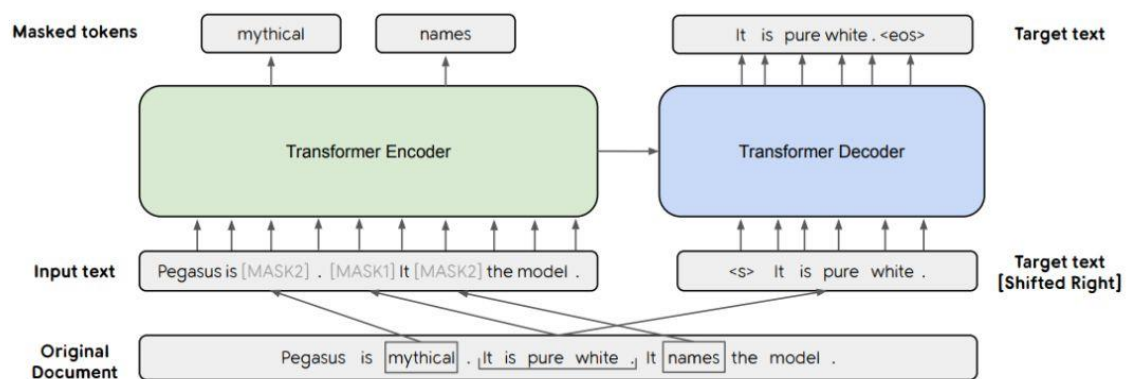 Masked tokens mythical names It is pure white . <eos> Target text
Transformer Encoder Transformer Decoder
Input text Pegasus is [MASK2] . [MASK1] It [MASK2] the model . <s> It is pure white . Target text
[Shifted Right]
Original
Document Pegasus is mythical . It is pure white . It names the model .